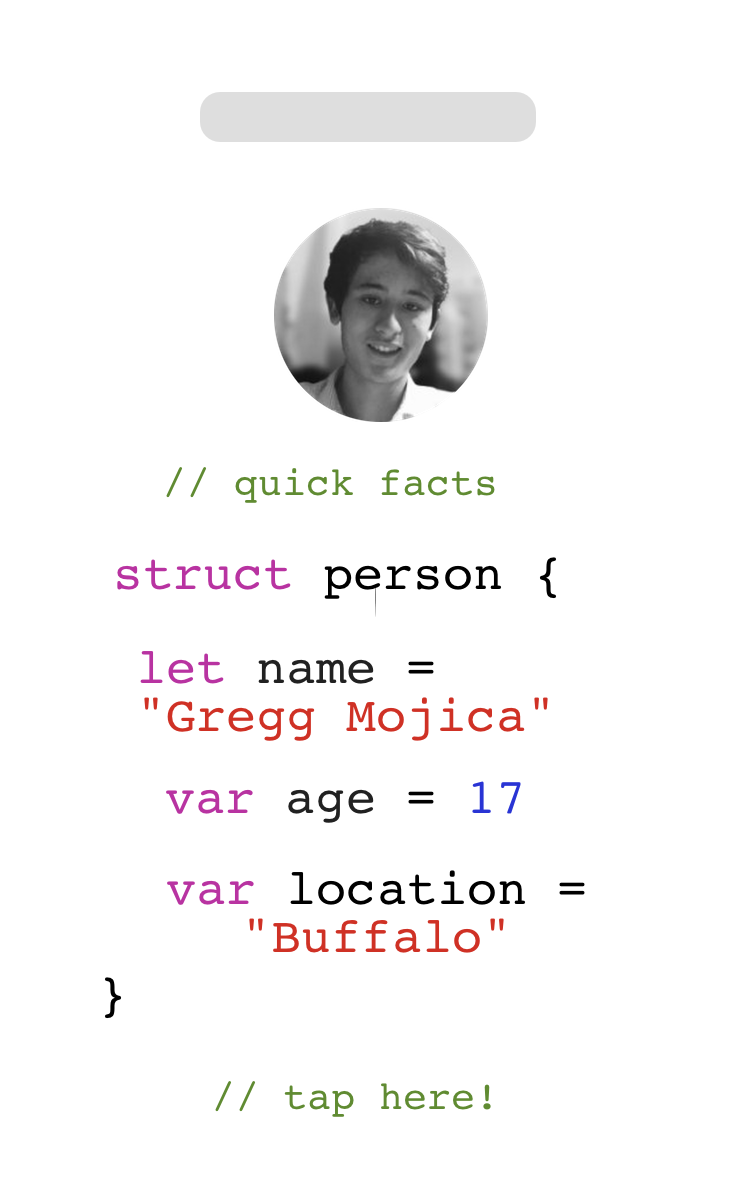 // quick facts
struct person {
let name =
"Gregg Mojica"
var age = 17
var location =
"Buffalo"
}
// tap here!